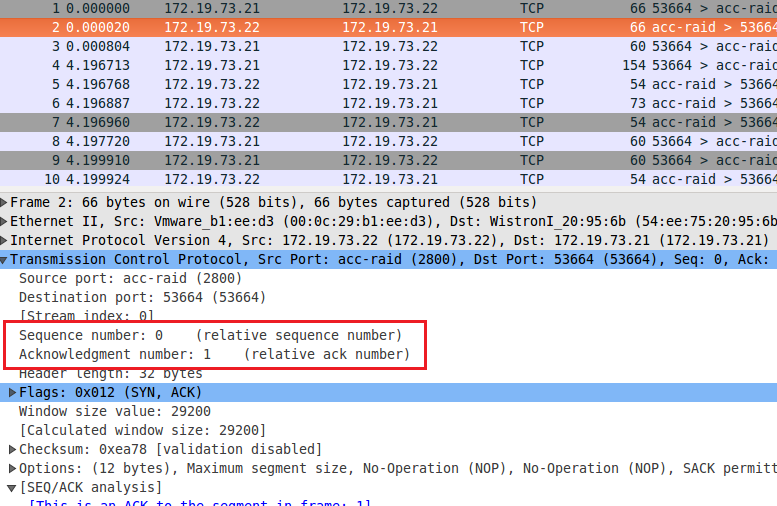 1 0.000000 172.19.73.21 172.19.73.22 TCP 66 53664 > acc-raid
2 0.000020 172.19.73.22 172.19.73.21 TCP 66 acc-raid > 53664
3 0.000804 172.19.73.21 172.19.73.22 TCP 60 53664 > acc-raid
4 4.196713 172.19.73.21 172.19.73.22 TCP 154 53664 > acc-raid
5 4.196768 172.19.73.22 172.19.73.21 TCP 54 acc-raid > 53664
6 4.196887 172.19.73.22 172.19.73.21 TCP 73 acc-raid > 53664
7 4.196960 172.19.73.22 172.19.73.21 TCP 54 acc-raid > 53664
8 4.197720 172.19.73.21 172.19.73.22 TCP 60 53664 > acc-raid
9 4.199910 172.19.73.21 172.19.73.22 TCP 60 53664 > acc-raid
10 4.199924 172.19.73.22 172.19.73.21 TCP 54 acc-raid > 53664
Frame 2: 66 bytes on wire (528 bits), 66 bytes captured (528 bits)
Ethernet II, Src: Vmware_b1:ee:d3 (00:0c:29:b1:ee:d3), Dst: WistronI_20:95:6b (54:ee:75:20:95:6b
Internet Protocol Version 4, Src: 172.19.73.22 (172.19.73.22), Dst: 172.19.73.21 (172.19.73.21)
Transmission Control Protocol, Src Port: acc-raid (2800), Dst Port: 53664 (53664), Seq: 0, Ack:
Source port: acc-raid (2800)
Destination port: 53664 (53664)
[Stream index: 0]
Sequence number: 0 (relative sequence number)
Acknowledgment number: 1 (relative ack number)
Header length: 32 bytes
Flags: 0x012 (SYN, ACK)
Window size value: 29200
[Calculated window size: 29200]
Checksum: 0xea78 [validation disabled]
Options: (12 bytes), Maximum segment size, No-Operation (NOP), No-Operation (NOP), SACK permitt
[SEQ/ACK analysis]
[This is an ACK to the segment in frame: 1]